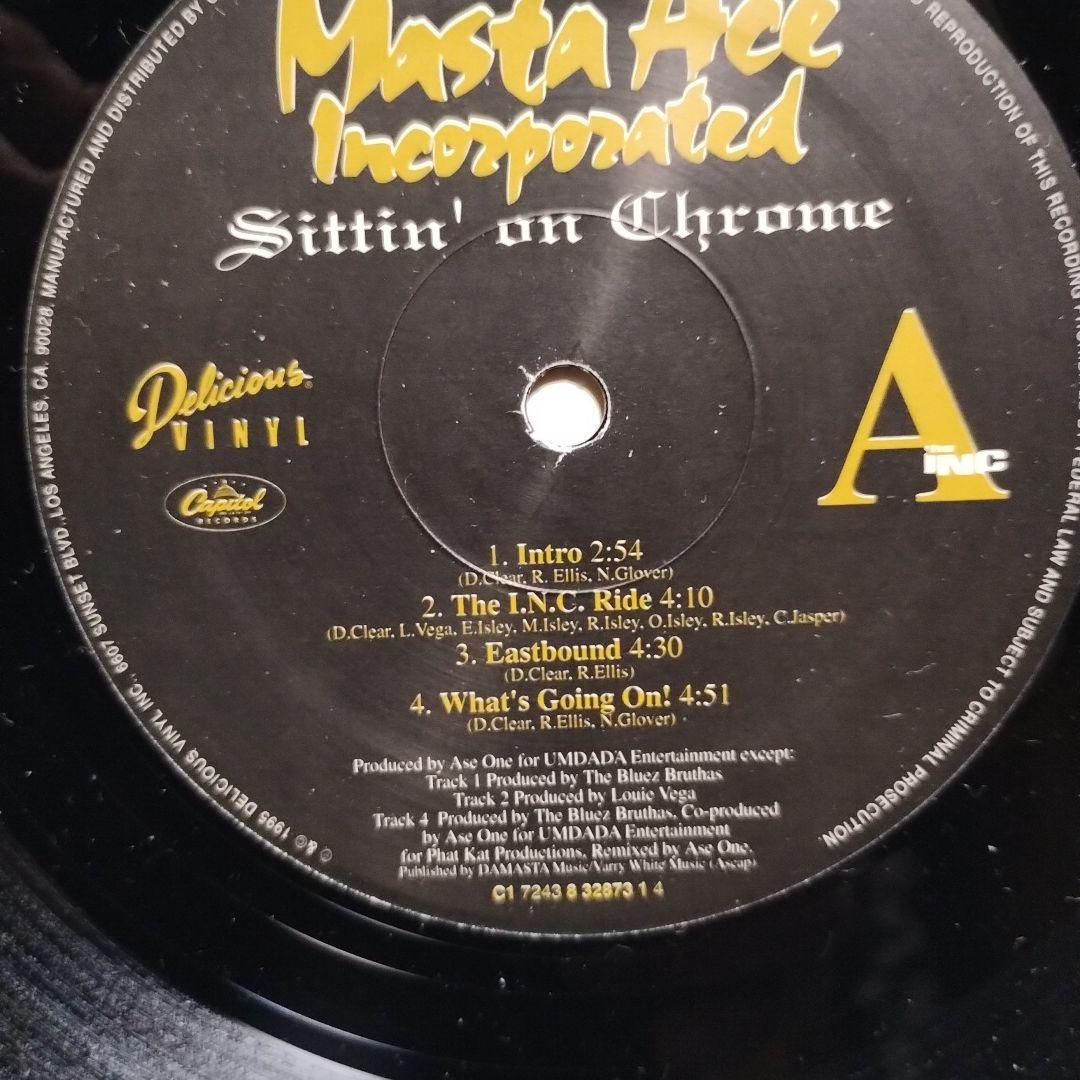 Masta Ace
Incorporated
Sittin' on Chrome
Delicious
VINYL
Capitol
RECORDS
A
The
INC
1. Intro 2:54
(D.Clear, R. Ellis, N.Glover)
2. The I.N.C. Ride 4:10
(D.Clear, L.Vega, E.Isley, M.Isley, R.Isley, O.Isley, R.Isley, C.Jasper)
3. Eastbound 4:30
(D.Clear, R.Ellis)
4. What's Going On! 4:51
(D.Clear, R.Ellis, N.Glover)
Produced by Ase One for UMDADA Entertainment except:
Track 1 Produced by The Bluez Bruthas
Track 2 Produced by Louie Vega
Track 4 Produced by The Bluez Bruthas, Co-produced
by Ase One for UMDADA Entertainment
for Phat Kat Productions, Remixed by Ase One.
Published by DAMASTA Music/Varry White Music (Ascap)
C1 7243 8 32873 1 4
℗ & © 1995 DELICIOUS VINYL INC. 6607 SUNSET BLVD., LOS ANGELES, CA. 90028. MANUFACTURED AND DISTRIBUTED BY
REPRODUCTION OF THIS RECORDING
FEDERAL LAW AND SUBJECT TO CRIMINAL PROSECUTION.